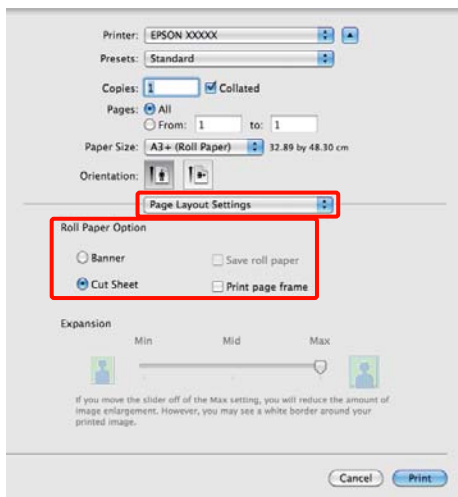 Printer: EPSON XXXXX
Presets: Standard
Copies: 1 Collated
Pages: All
From: 1 to: 1
Paper Size: A3+ (Roll Paper) 32.89 by 48.30 cm
Orientation:
Page Layout Settings
Roll Paper Option
Banner Save roll paper
Cut Sheet Print page frame
Expansion
Min Mid Max
If you move the slider off of the Max setting, you will reduce the amount of
image enlargement. However, you may see a white border around your
printed image.
Cancel Print